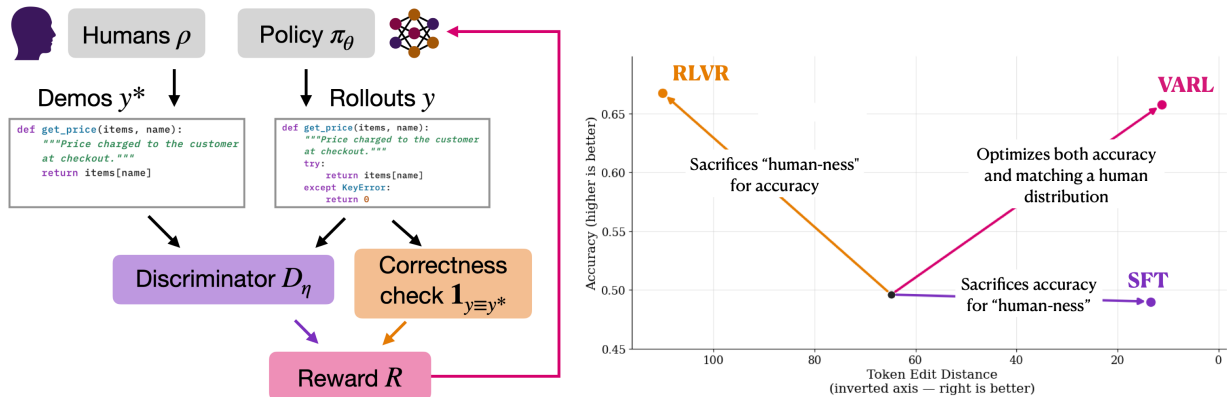 Humans ρ
Policy π_θ
Demos y*
Rollouts y
def get_price(items, name):
"""Price charged to the customer
at checkout."""
return items[name]
def get_price(items, name):
"""Price charged to the customer
at checkout."""
try:
return items[name]
except KeyError:
return 0
Discriminator D_η
Correctness
check 1_{y≡y*}
Reward R
RLVR
VARL
SFT
Sacrifices “human-ness"
for accuracy
Optimizes both accuracy
and matching a human
distribution
Sacrifices accuracy
for “human-ness”
Accuracy (higher is better)
0.65
0.60
0.55
0.50
0.45
100
80
60
40
20
0
Token Edit Distance
(inverted axis — right is better)